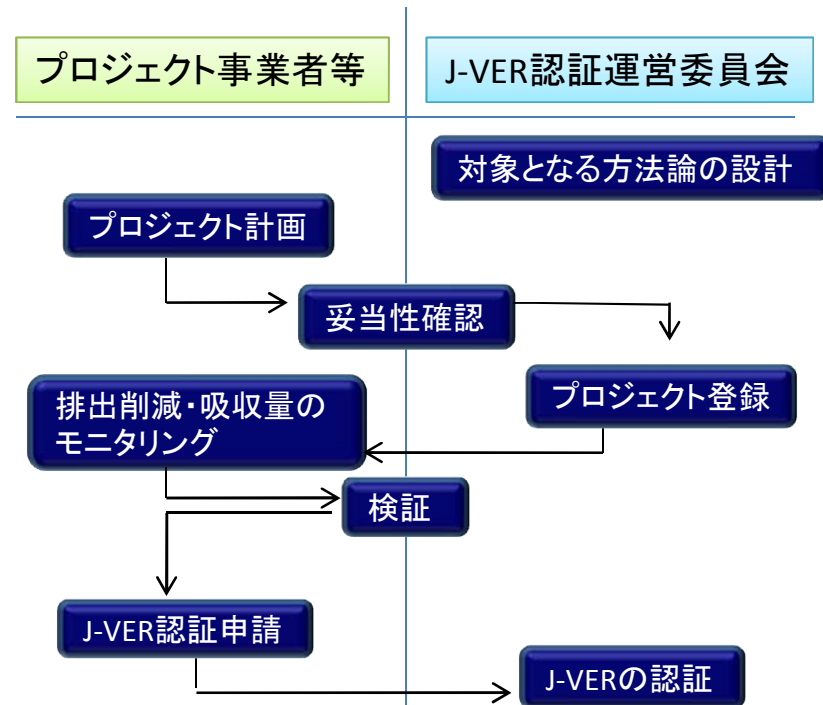 プロジェクト事業者等
J-VER認証運営委員会
対象となる方法論の設計
プロジェクト計画
妥当性確認
プロジェクト登録
排出削減・吸収量の
モニタリング
検証
J-VER認証申請
J-VERの認証